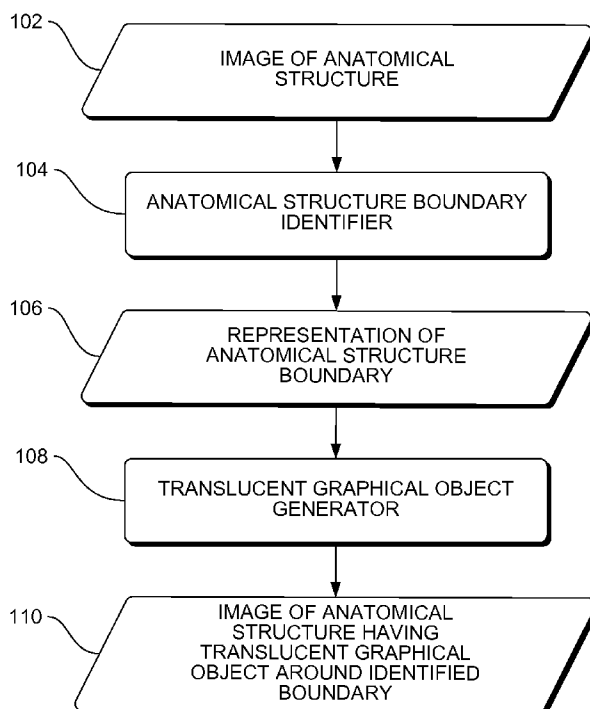 102
IMAGE OF ANATOMICAL
STRUCTURE
104
ANATOMICAL STRUCTURE BOUNDARY
IDENTIFIER
106
REPRESENTATION OF
ANATOMICAL STRUCTURE
BOUNDARY
108
TRANSLUCENT GRAPHICAL OBJECT
GENERATOR
110
IMAGE OF ANATOMICAL
STRUCTURE HAVING
TRANSLUCENT GRAPHICAL
OBJECT AROUND IDENTIFIED
BOUNDARY